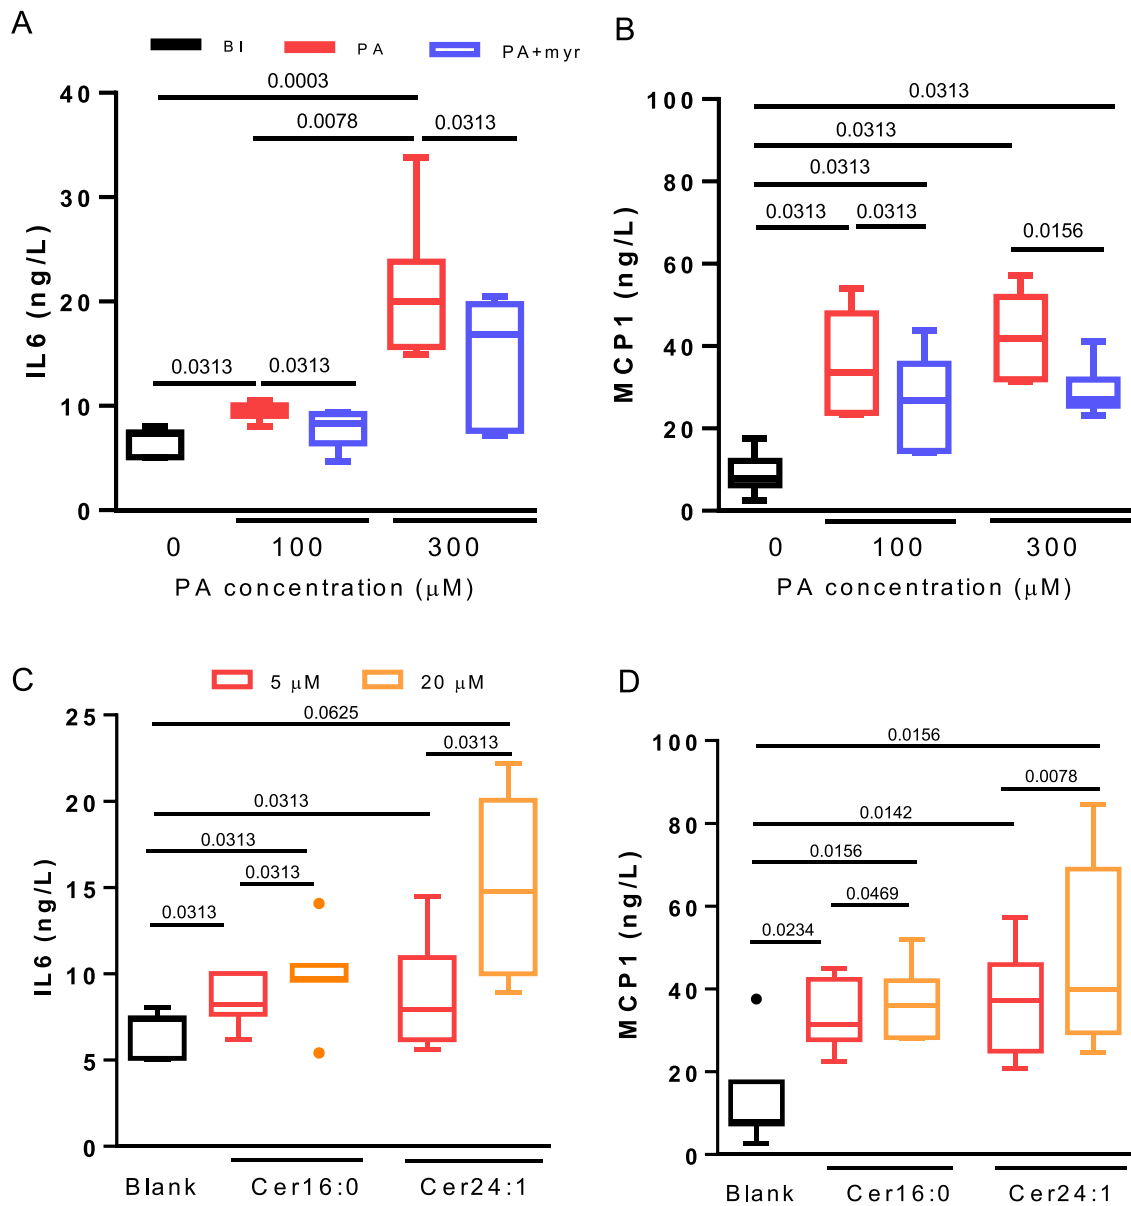 A
BI PA PA+myr
IL6 (ng/L)
40
30
20
10
0
0.0003
0.0078
0.0313
0.0313
0.0313
0 100 300
PA concentration (μM)
B
MCP1 (ng/L)
100
80
60
40
20
0
0.0313
0.0313
0.0313
0.0313
0.0313
0.0156
0 100 300
PA concentration (μM)
C
5 μM 20 μM
IL6 (ng/L)
25
20
15
10
5
0
0.0625
0.0313
0.0313
0.0313
0.0313
0.0313
Blank Cer16:0 Cer24:1
D
MCP1 (ng/L)
100
80
60
40
20
0
0.0156
0.0078
0.0142
0.0156
0.0469
0.0234
Blank Cer16:0 Cer24:1